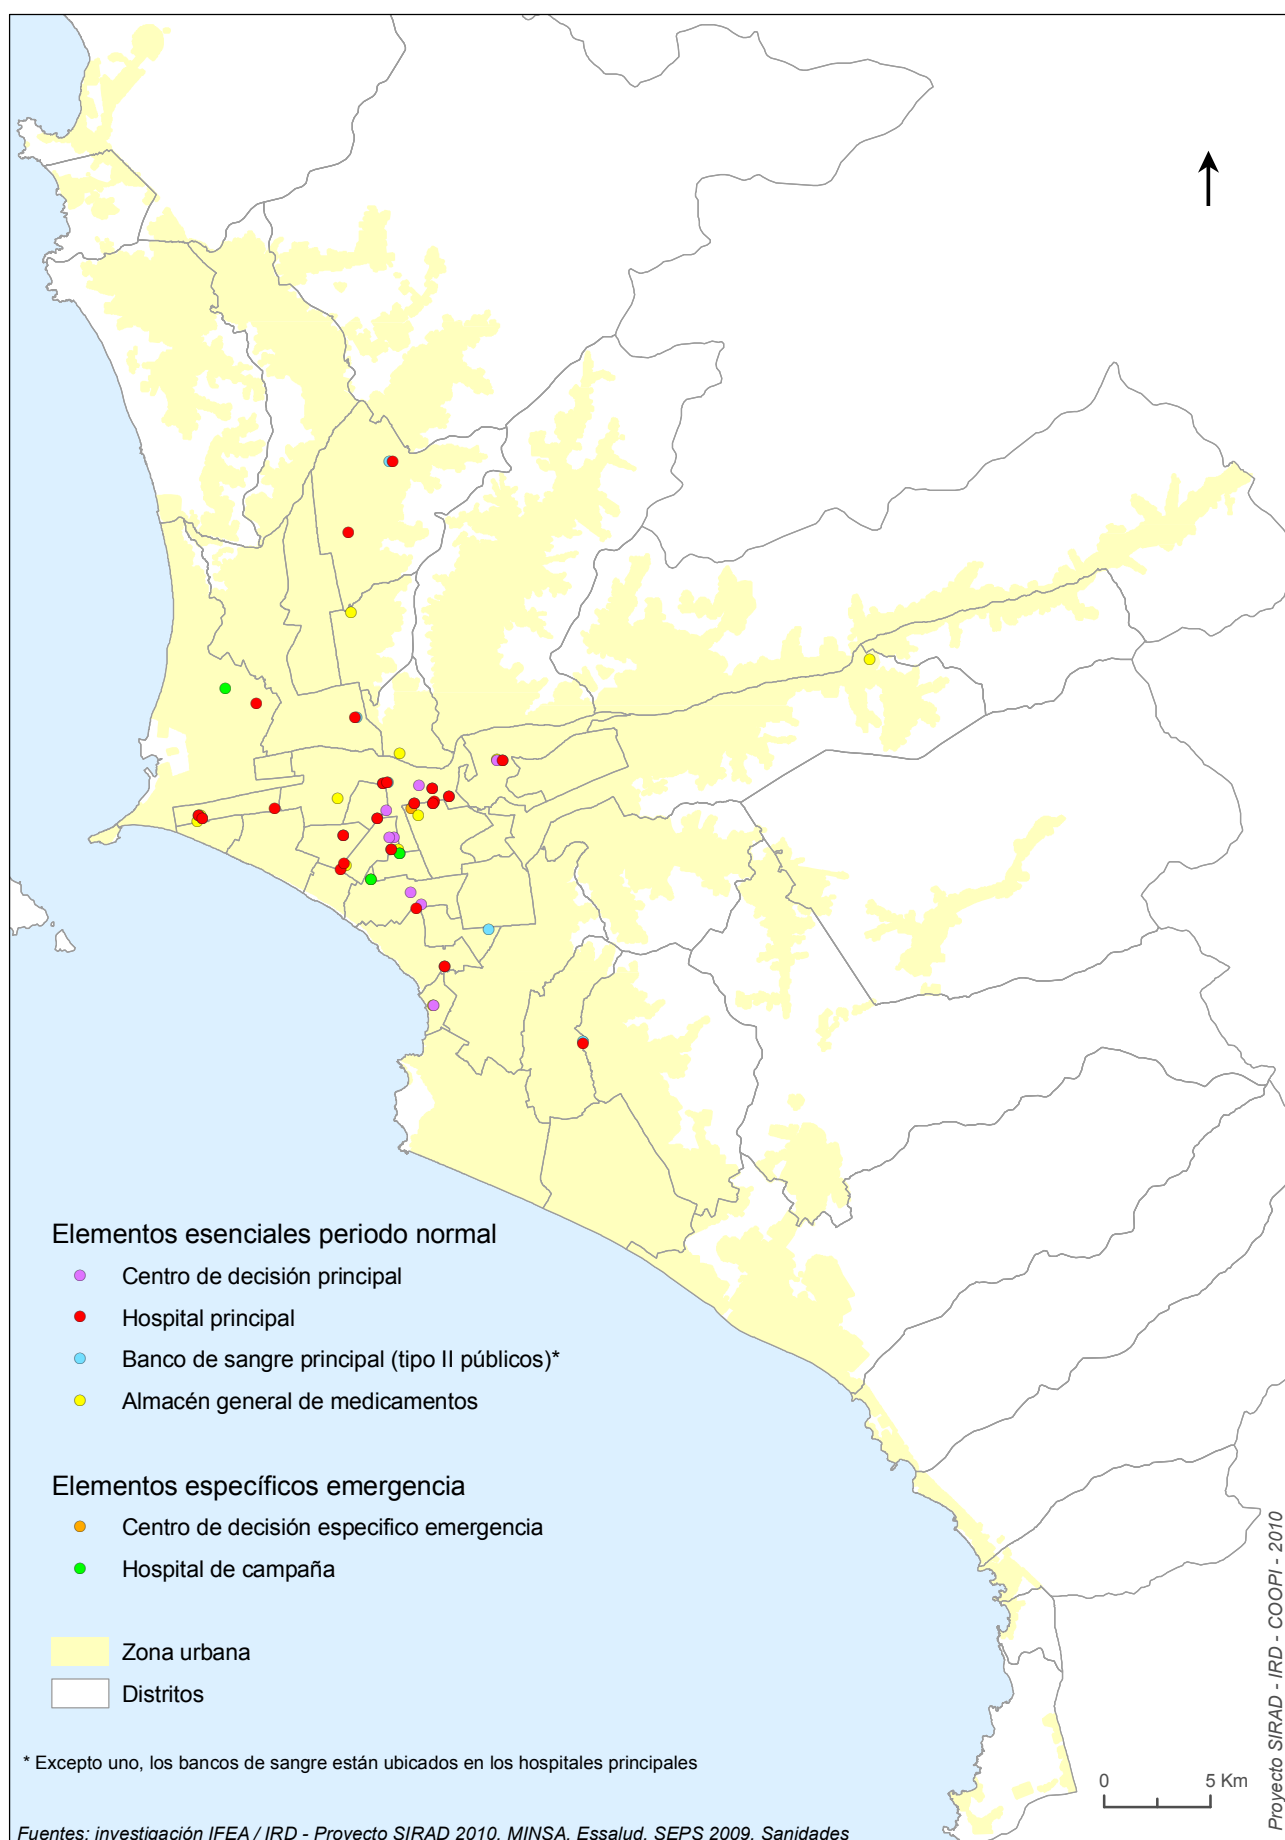 Elementos esenciales periodo normal
Centro de decisión principal
Hospital principal
Banco de sangre principal (tipo II públicos)*
Almacén general de medicamentos
Elementos específicos emergencia
Centro de decisión especifico emergencia
Hospital de campaña
Zona urbana
Distritos
* Excepto uno, los bancos de sangre están ubicados en los hospitales principales
0 5 Km
Proyecto SIRAD - IRD - COOPI - 2010
Fuentes: investigación IFEA / IRD - Proyecto SIRAD 2010, MINSA, Essalud, SEPS 2009, Sanidades